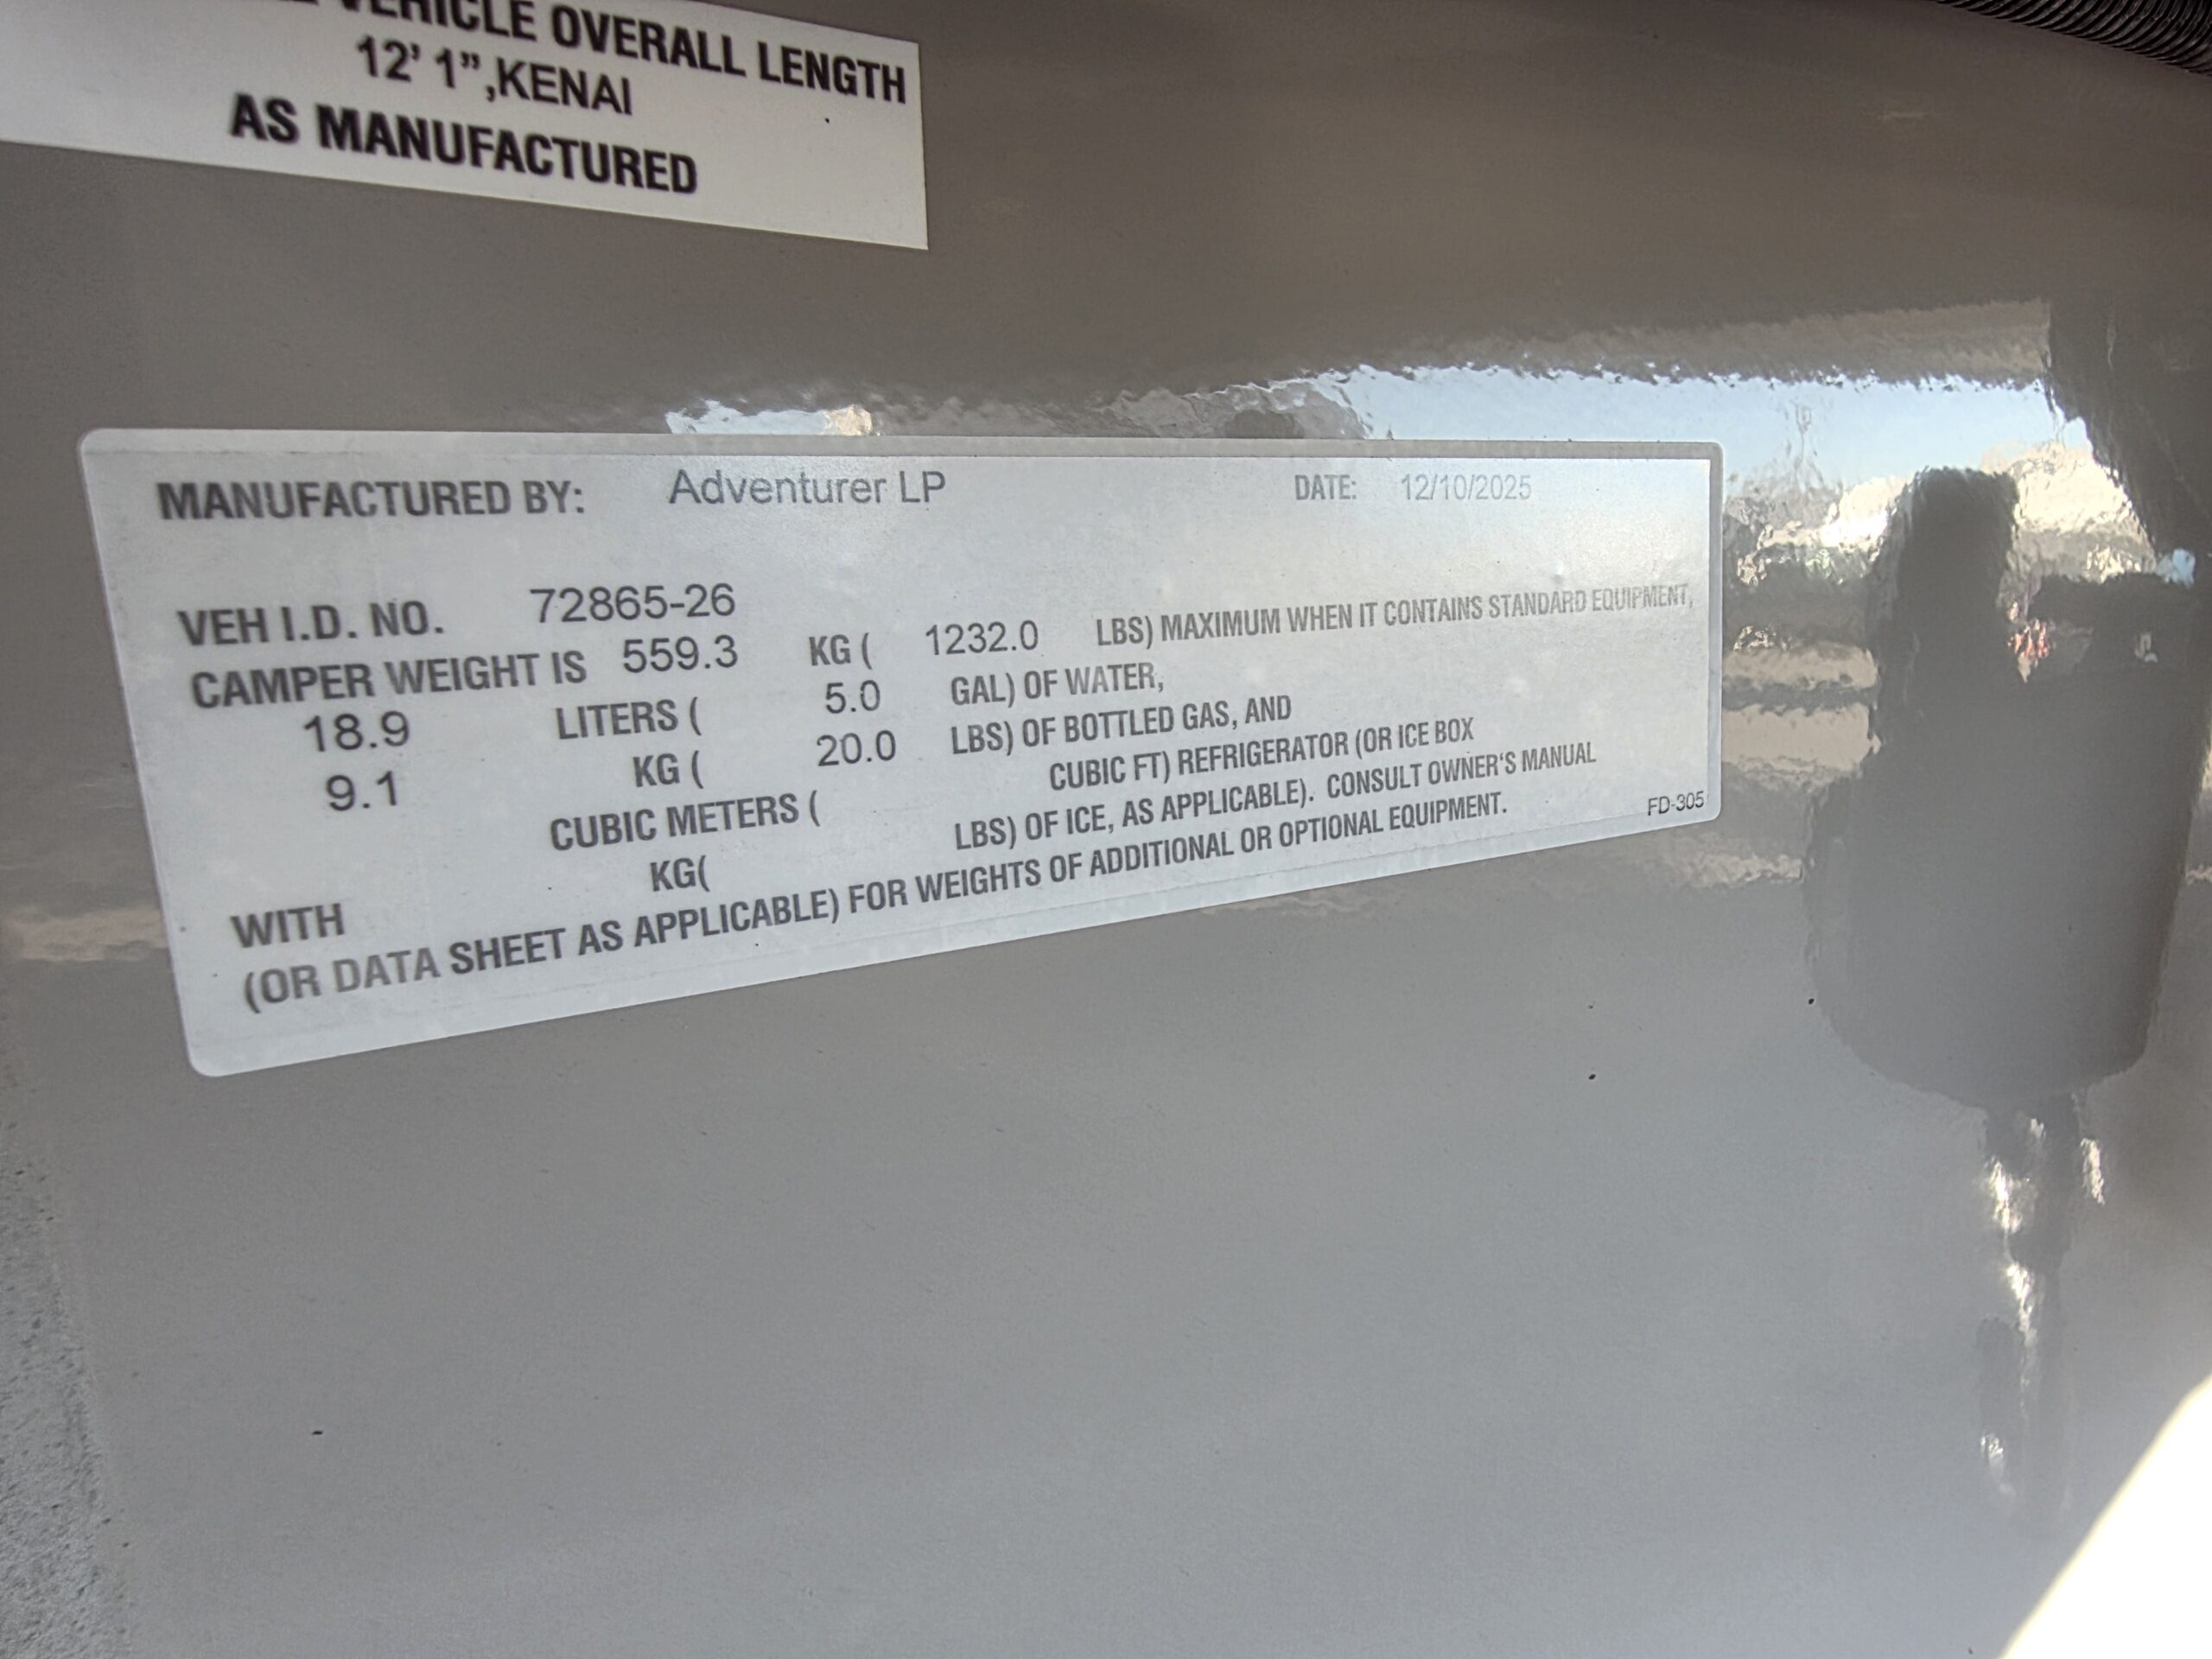 VEHICLE OVERALL LENGTH
12' 1",KENAI
AS MANUFACTURED
MANUFACTURED BY: Adventurer LP DATE: 12/10/2025
VEH I.D. NO. 72865-26
CAMPER WEIGHT IS 559.3 KG ( 1232.0 LBS) MAXIMUM WHEN IT CONTAINS STANDARD EQUIPMENT,
18.9 LITERS ( 5.0 GAL) OF WATER,
9.1 KG ( 20.0 LBS) OF BOTTLED GAS, AND
CUBIC METERS ( CUBIC FT) REFRIGERATOR (OR ICE BOX
WITH KG( LBS) OF ICE, AS APPLICABLE). CONSULT OWNER'S MANUAL
(OR DATA SHEET AS APPLICABLE) FOR WEIGHTS OF ADDITIONAL OR OPTIONAL EQUIPMENT.
FD-305